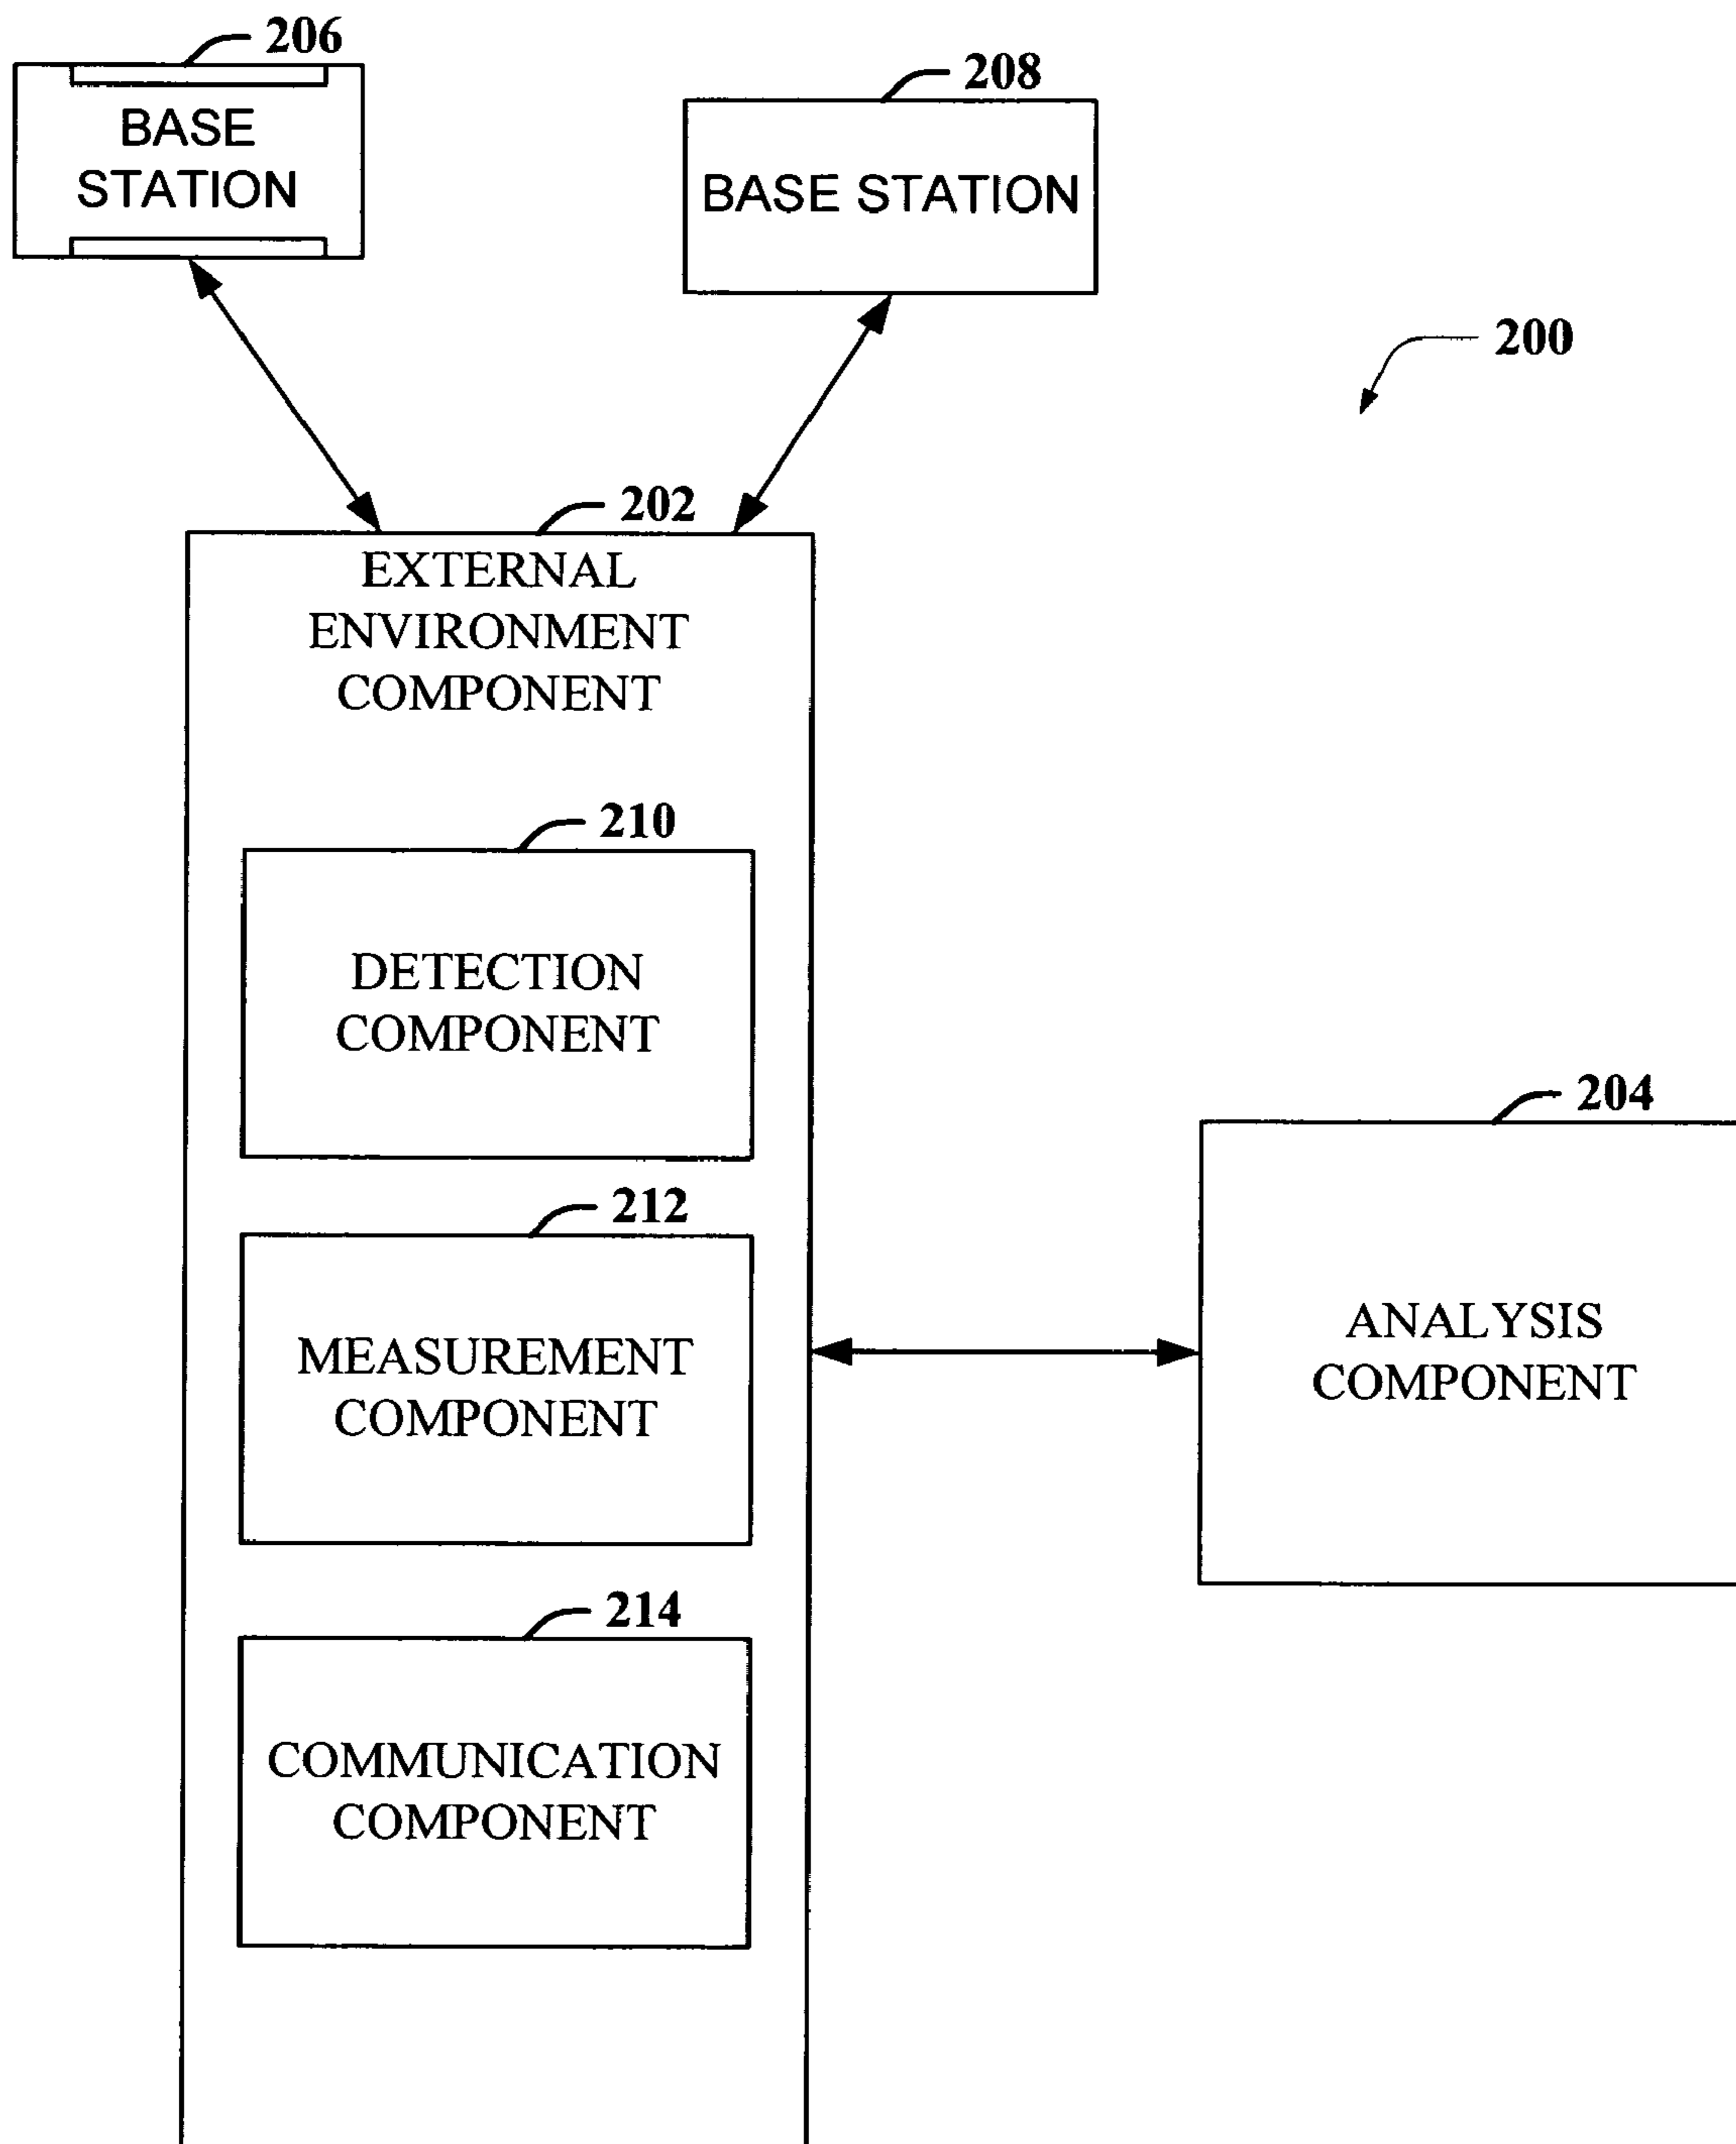 206
BASE
STATION
208
BASE STATION
200
202
EXTERNAL
ENVIRONMENT
COMPONENT
210
DETECTION
COMPONENT
212
MEASUREMENT
COMPONENT
214
COMMUNICATION
COMPONENT
204
ANALYSIS
COMPONENT